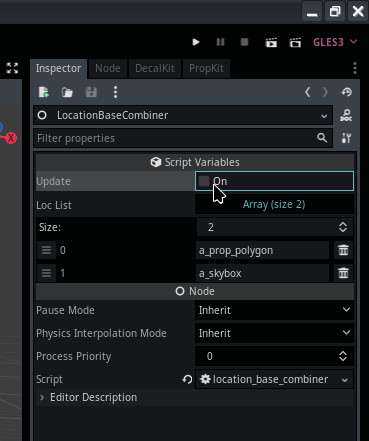 GLES3
Inspector Node DecalKit PropKit
LocationBaseCombiner
Filter properties
Script Variables
Update On
Loc List Array (size 2)
Size: 2
0 a_prop_polygon
1 a_skybox
Node
Pause Mode Inherit
Physics Interpolation Mode Inherit
Process Priority 0
Script location_base_combiner
Editor Description